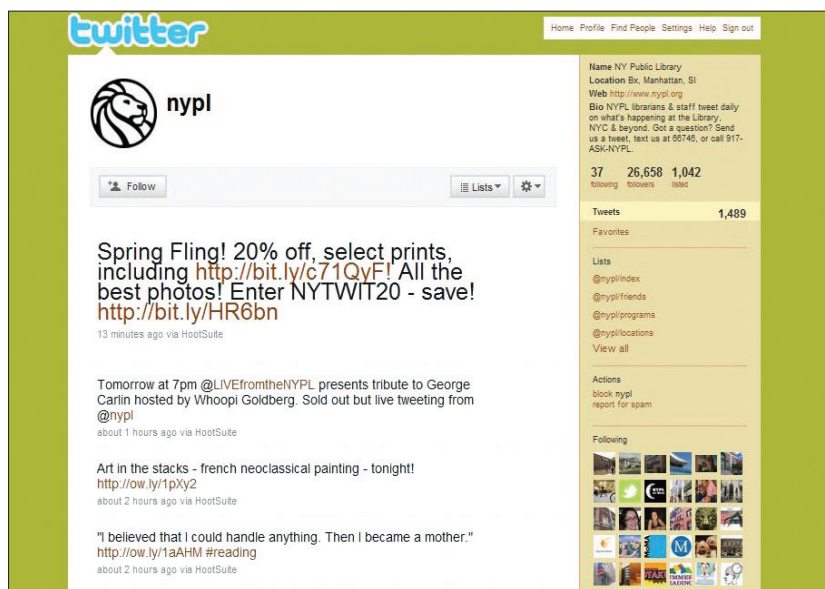 twitter
Home Profile Find People Settings Help Sign out
nypl
Follow
Lists
Spring Fling! 20% off, select prints,
including http://bit.ly/c71QyF! All the
best photos! Enter NYTWIT20 - save!
http://bit.ly/HR6bn
13 minutes ago via HootSuite
Tomorrow at 7pm @LIVEfromtheNYPL presents tribute to George
Carlin hosted by Whoopi Goldberg. Sold out but live tweeting from
@nypl
about 1 hours ago via HootSuite
Art in the stacks - french neoclassical painting - tonight!
http://ow.ly/1pXy2
about 2 hours ago via HootSuite
"I believed that I could handle anything. Then I became a mother."
http://ow.ly/1aAHM #reading
about 2 hours ago via HootSuite
Name NY Public Library
Location Bx, Manhattan, SI
Web http://www.nypl.org
Bio NYPL librarians & staff tweet daily
on what's happening at the Library,
NYC & beyond. Got a question? Send
us a tweet, text us at 66746, or call 917-
ASK-NYPL.
37 26,658 1,042
following followers listed
Tweets 1,489
Favorites
Lists
@nypl/index
@nypl/friends
@nypl/programs
@nypl/locations
View all
Actions
block nypl
report for spam
Following